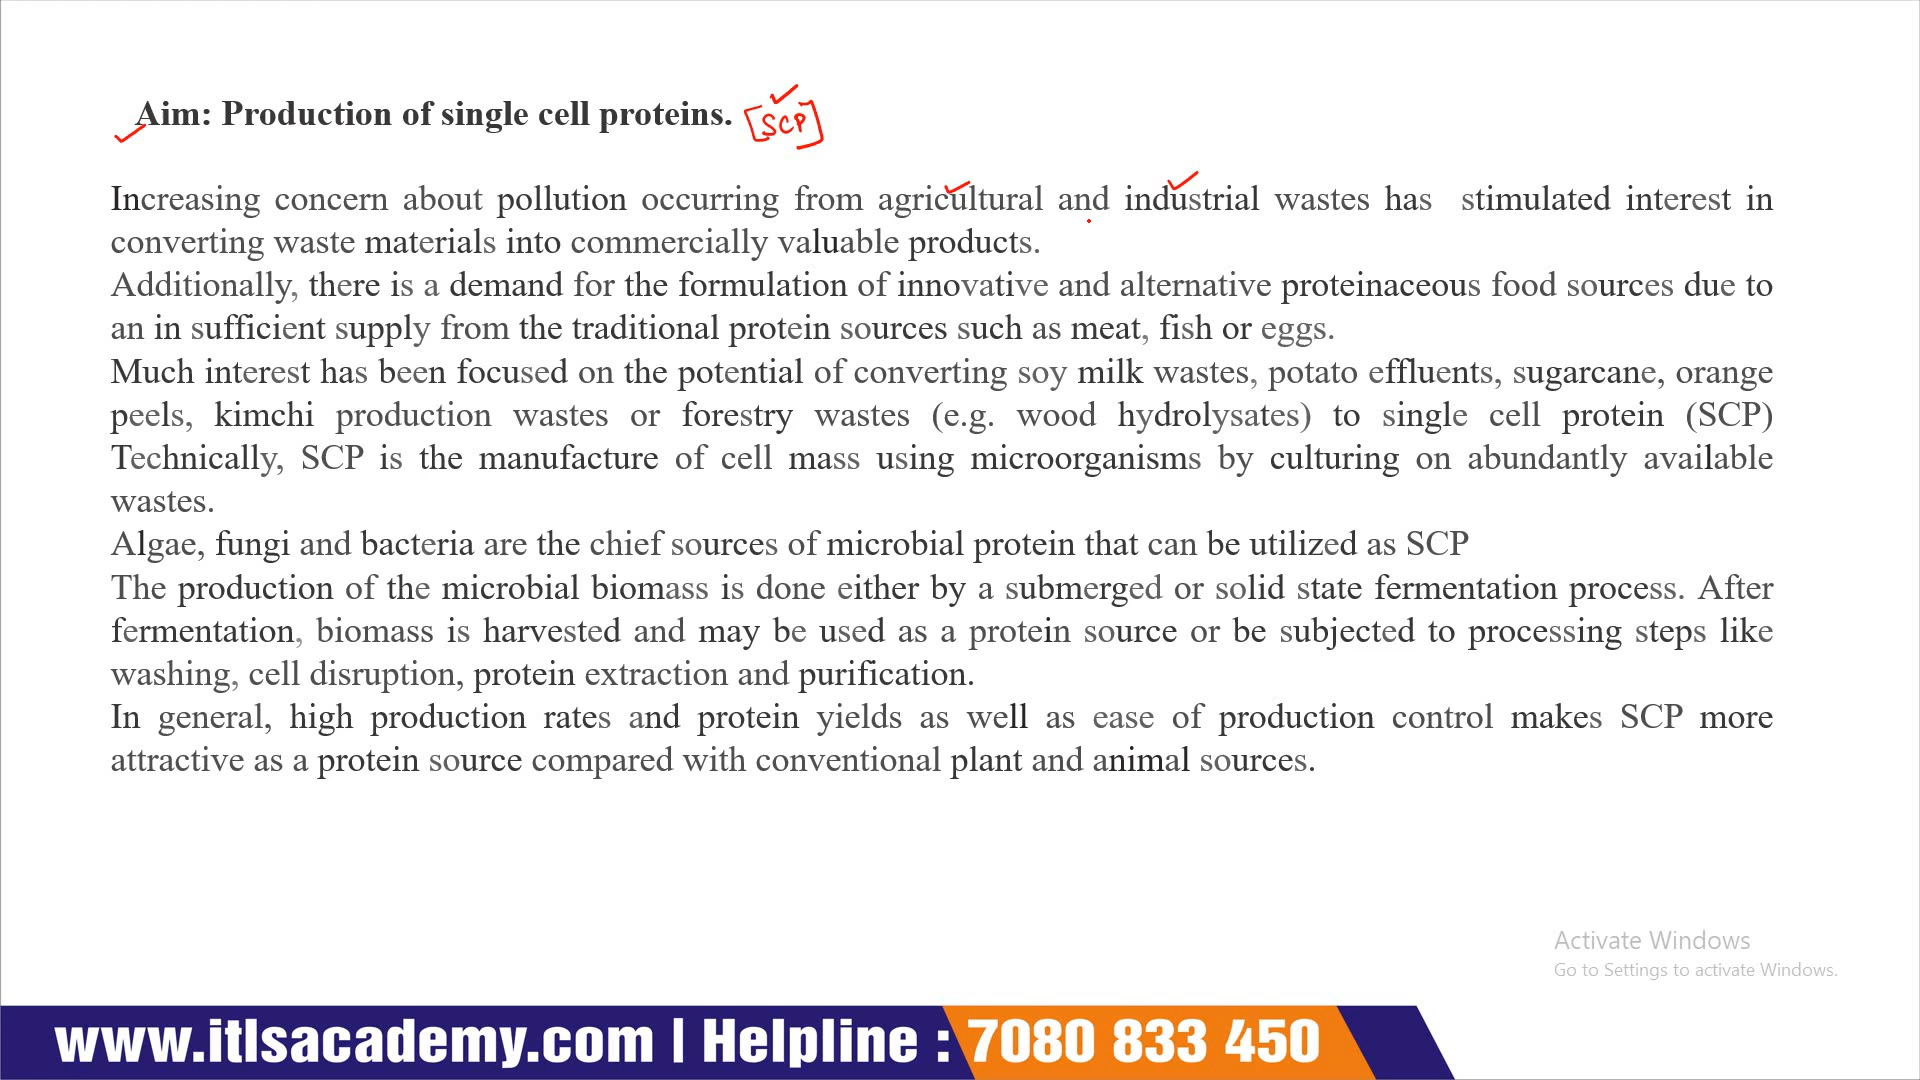 Aim: Production of single cell proteins. [SCP]
Increasing concern about pollution occurring from agricultural and industrial wastes has stimulated interest in
converting waste materials into commercially valuable products.
Additionally, there is a demand for the formulation of innovative and alternative proteinaceous food sources due to
an in sufficient supply from the traditional protein sources such as meat, fish or eggs.
Much interest has been focused on the potential of converting soy milk wastes, potato effluents, sugarcane, orange
peels, kimchi production wastes or forestry wastes (e.g. wood hydrolysates) to single cell protein (SCP)
Technically, SCP is the manufacture of cell mass using microorganisms by culturing on abundantly available
wastes.
Algae, fungi and bacteria are the chief sources of microbial protein that can be utilized as SCP
The production of the microbial biomass is done either by a submerged or solid state fermentation process. After
fermentation, biomass is harvested and may be used as a protein source or be subjected to processing steps like
washing, cell disruption, protein extraction and purification.
In general, high production rates and protein yields as well as ease of production control makes SCP more
attractive as a protein source compared with conventional plant and animal sources.
Activate Windows
Go to Settings to activate Windows.
www.itlsacademy.com | Helpline : 7080 833 450